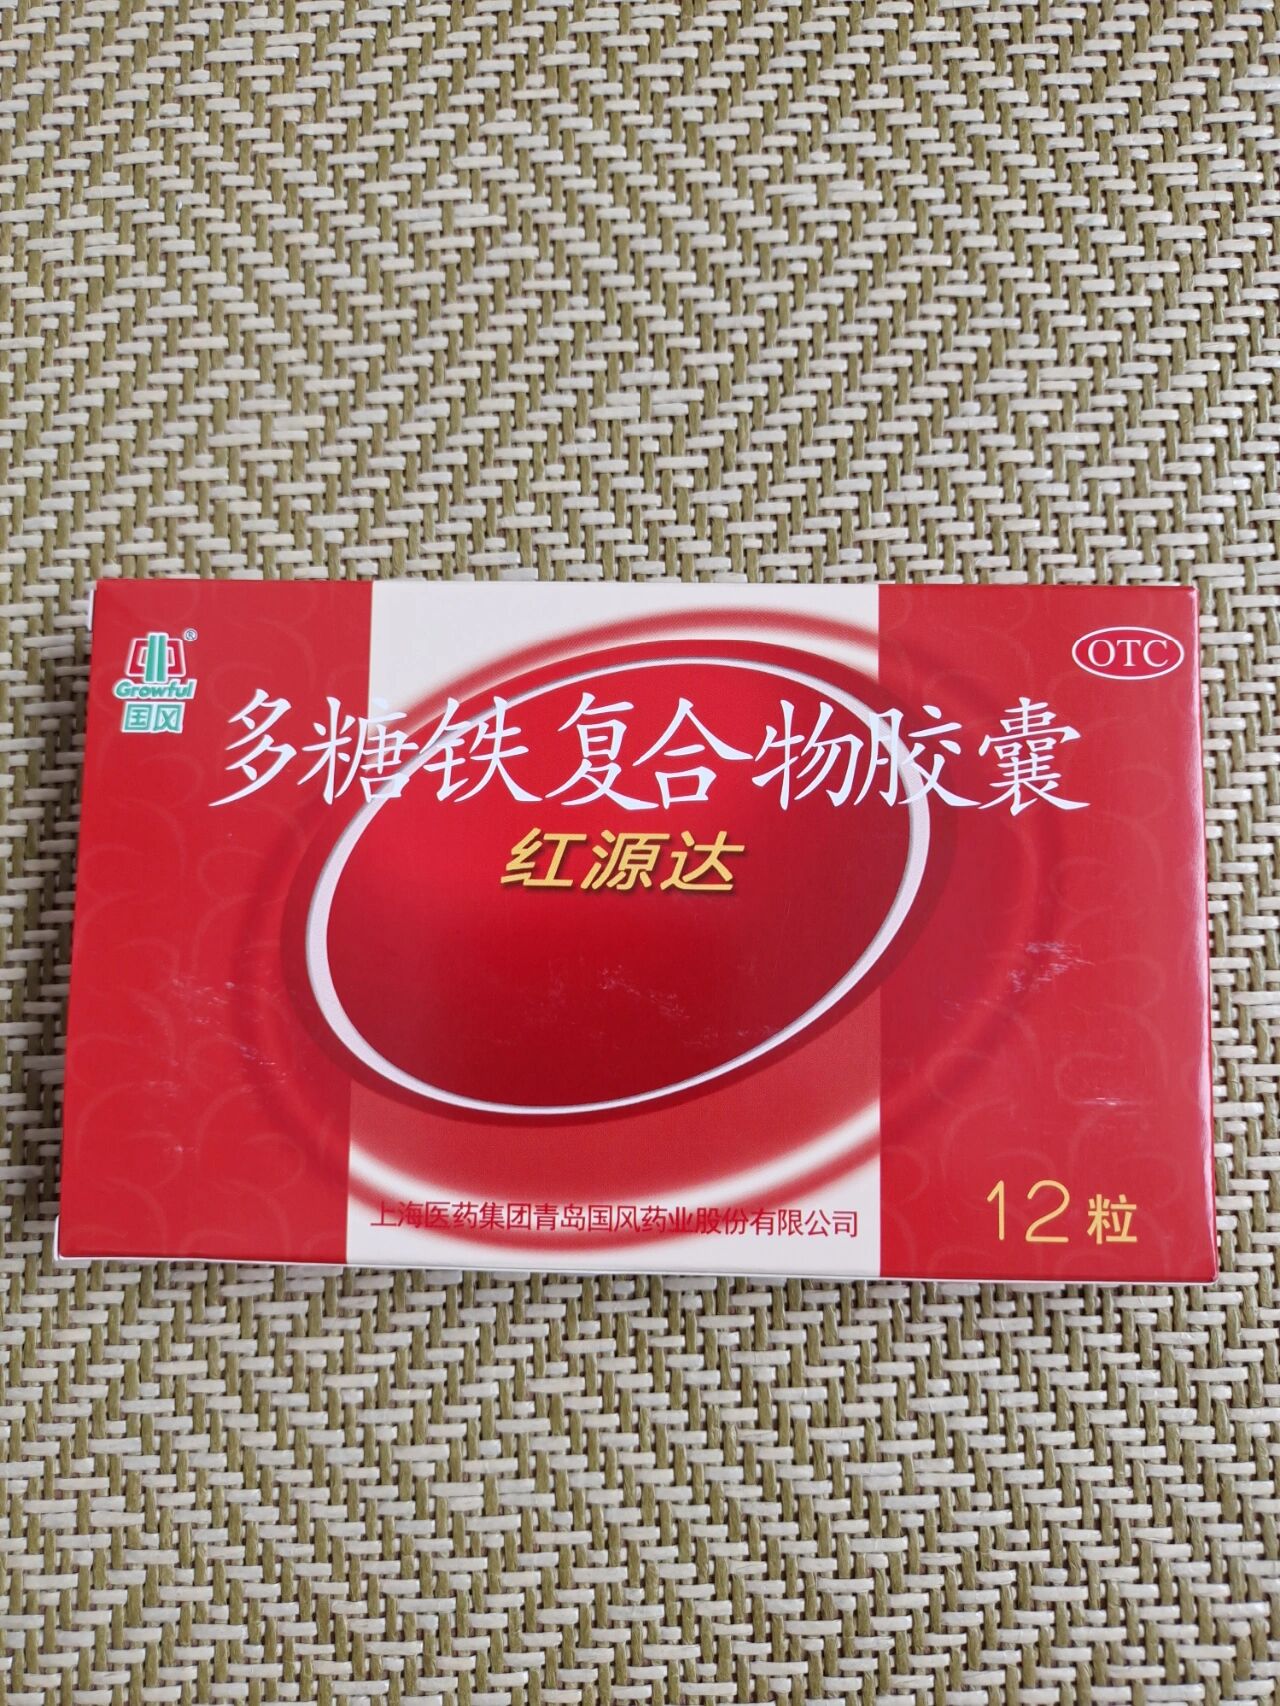 Growful
国风
OTC
多糖铁复合物胶囊
红源达
上海医药集团青岛国风药业股份有限公司
12粒